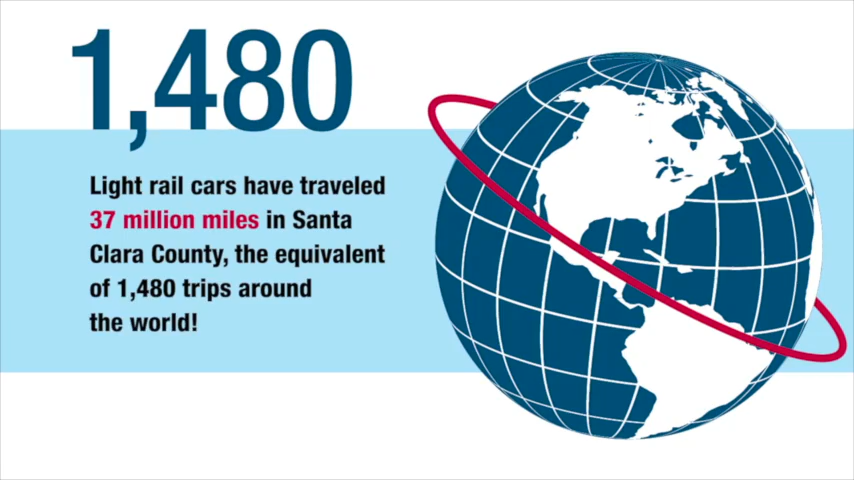 1,480
Light rail cars have traveled
37 million miles in Santa
Clara County, the equivalent
of 1,480 trips around
the world!